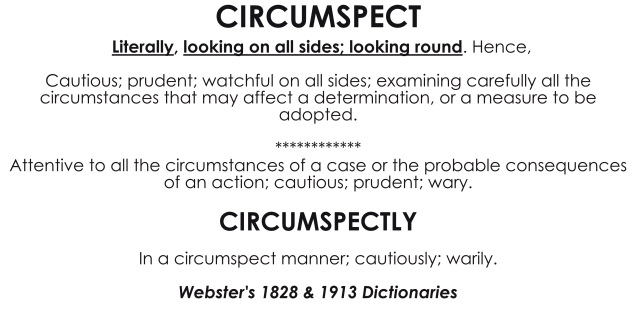 CIRCUMSPECT
Literally, looking on all sides; looking round. Hence,
Cautious; prudent; watchful on all sides; examining carefully all the
circumstances that may affect a determination, or a measure to be
adopted.
************
Attentive to all the circumstances of a case or the probable consequences
of an action; cautious; prudent; wary.
CIRCUMSPECTLY
In a circumspect manner; cautiously; warily.
Webster's 1828 & 1913 Dictionaries